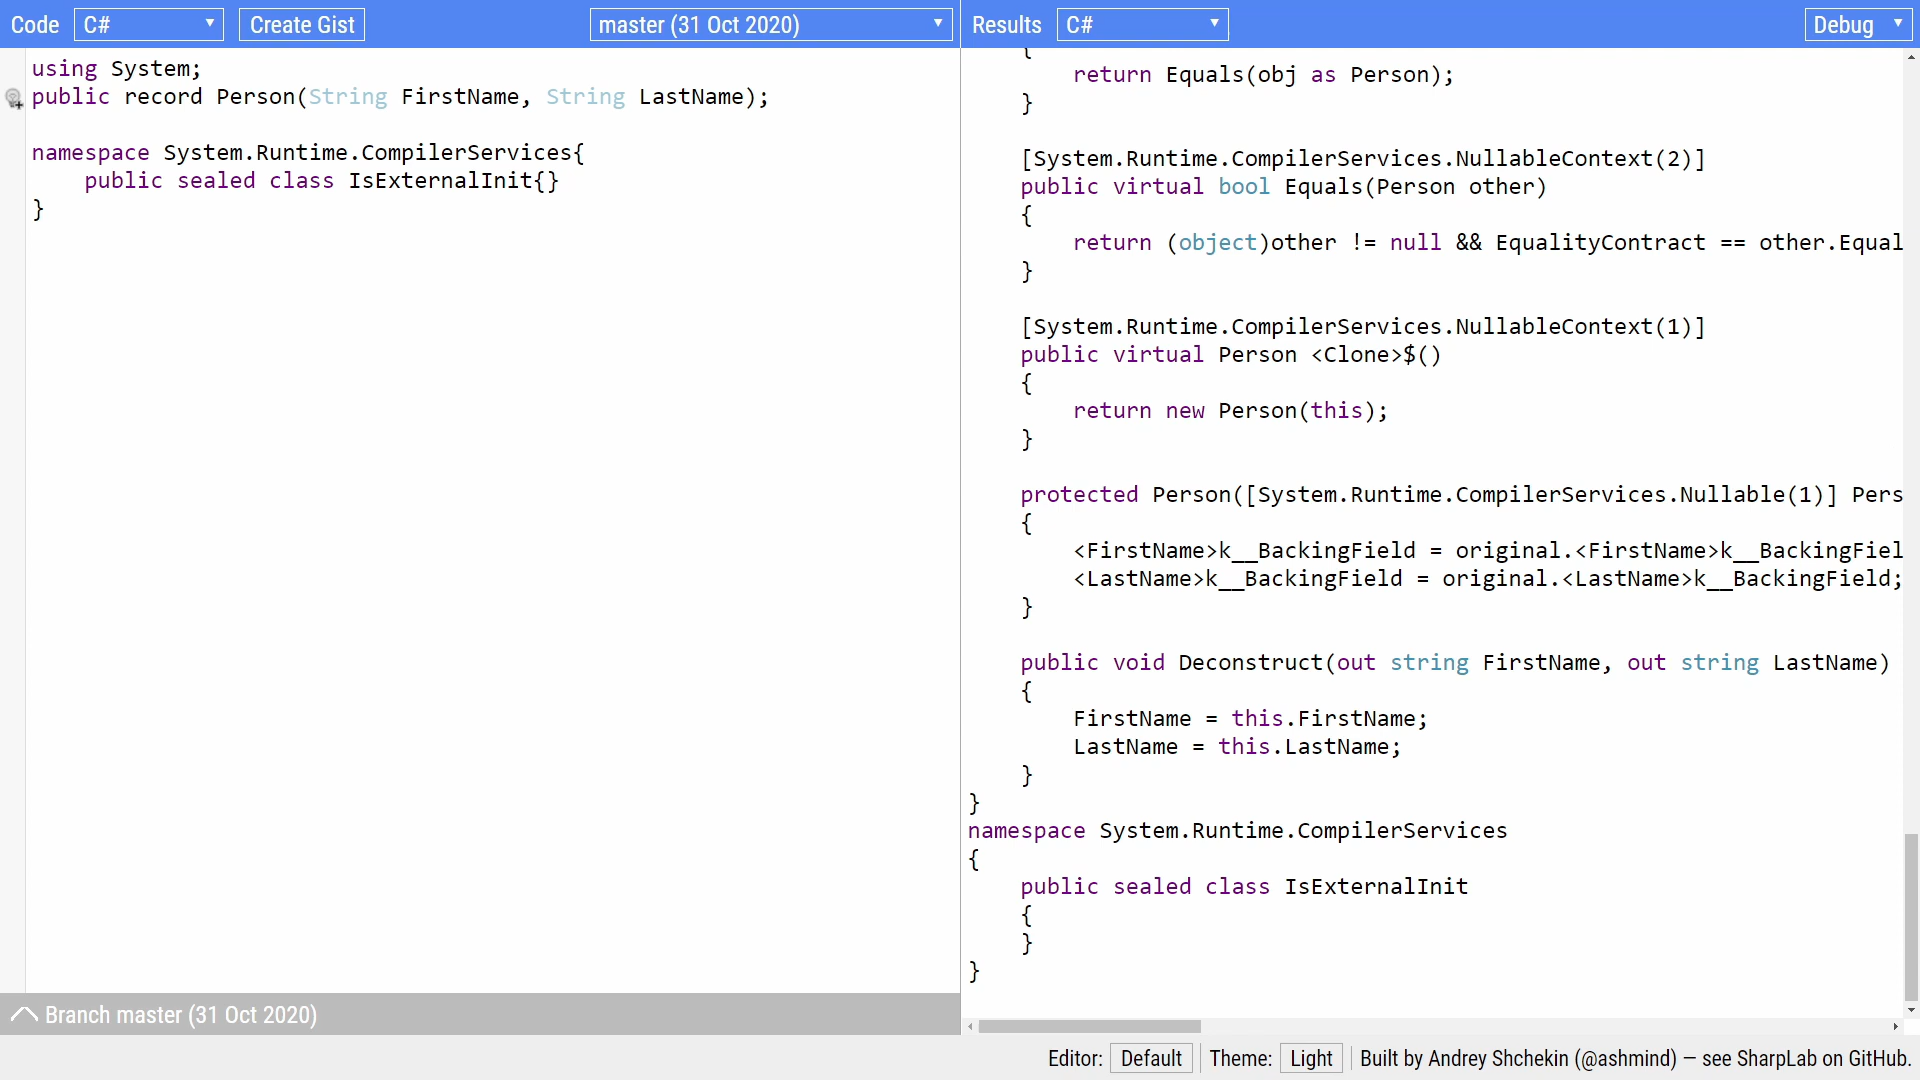 Code C# Create Gist master (31 Oct 2020) Results C# Debug
using System;
public record Person(String FirstName, String LastName);
namespace System.Runtime.CompilerServices{
    public sealed class IsExternalInit{}
}
Branch master (31 Oct 2020)
{
return Equals(obj as Person);
}
[System.Runtime.CompilerServices.NullableContext(2)]
public virtual bool Equals(Person other)
{
return (object)other != null && EqualityContract == other.Equal
}
[System.Runtime.CompilerServices.NullableContext(1)]
public virtual Person <Clone>$()
{
return new Person(this);
}
protected Person([System.Runtime.CompilerServices.Nullable(1)] Pers
{
<FirstName>k__BackingField = original.<FirstName>k__BackingFiel
<LastName>k__BackingField = original.<LastName>k__BackingField;
}
public void Deconstruct(out string FirstName, out string LastName)
{
FirstName = this.FirstName;
LastName = this.LastName;
}
}
namespace System.Runtime.CompilerServices
{
public sealed class IsExternalInit
{
}
}
Editor: Default Theme: Light Built by Andrey Shchekin (@ashmind) — see SharpLab on GitHub.